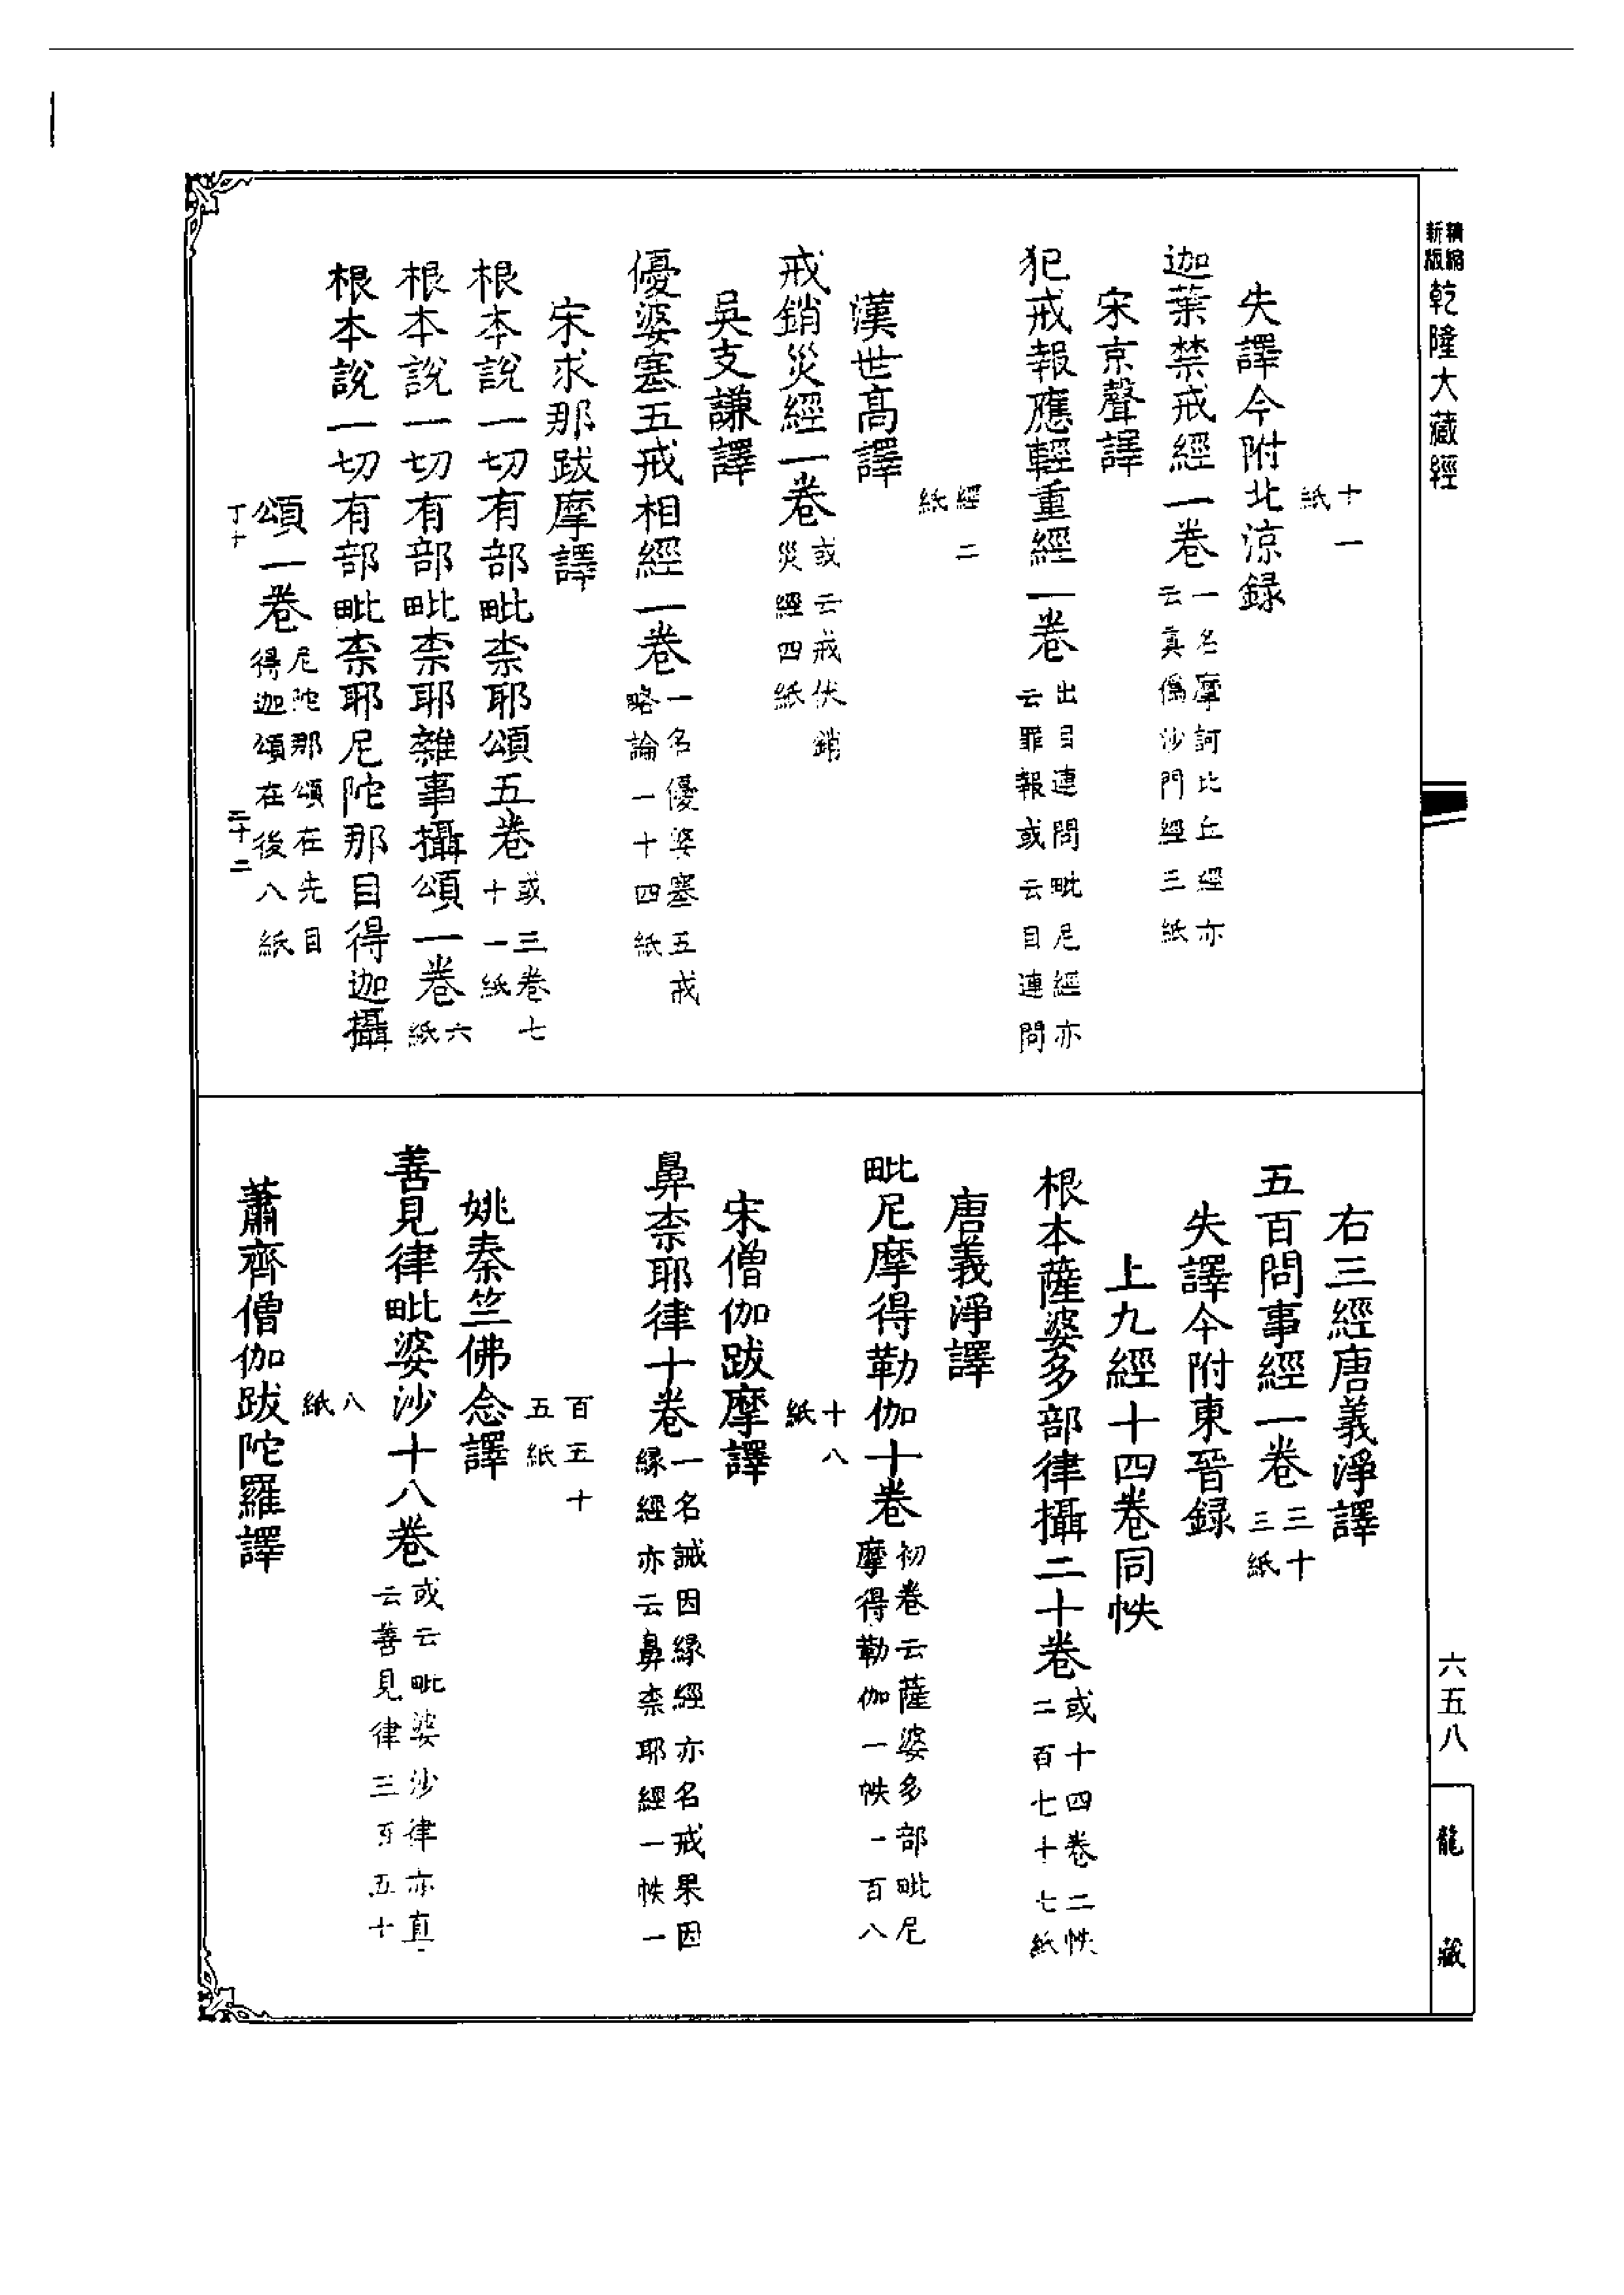 精縮新版乾隆大藏經
十一
紙
失譯今附北涼録
迦葉禁戒經一卷
一名摩訶比丘經亦
云真僞沙門經三紙
宋京聲譯
犯戒報應輕重經一卷
出目連問毗尼經亦
云罪報或云目連問
經二
紙
漢世高譯
戒銷災經一卷
或云戒伏銷
災經四紙
吳支謙譯
優婆塞五戒相經一卷
一名優婆塞五戒
略論一十四紙
宋求那跋摩譯
根本說一切有部毗柰耶頌五卷
或三卷七
十一紙
根本說一切有部毗柰耶雜事攝頌一卷
六
紙
根本說一切有部毗柰耶尼陀那目得迦攝
頌一卷
尼陀那頌在先目
得迦頌在後八紙
二十二
右三經唐義淨譯
五百問事經一卷
三十
三紙
失譯今附東晉録
上九經十四卷同帙
根本薩婆多部律攝二十卷
或十四卷二帙
二百七十七紙
唐義淨譯
毗尼摩得勒伽十卷
初卷云薩婆多部毗尼
摩得勒伽一帙一百八
十八
紙
宋僧伽跋摩譯
鼻柰耶律十卷
一名誡因縁經亦名戒果因
縁經亦云鼻柰耶經一帙一
百五十
五紙
姚秦竺佛念譯
善見律毗婆沙十八卷
或云毗婆沙律亦直
云善見律三百五十
八
紙
蕭齊僧伽跋陀羅譯
六五八
龍藏